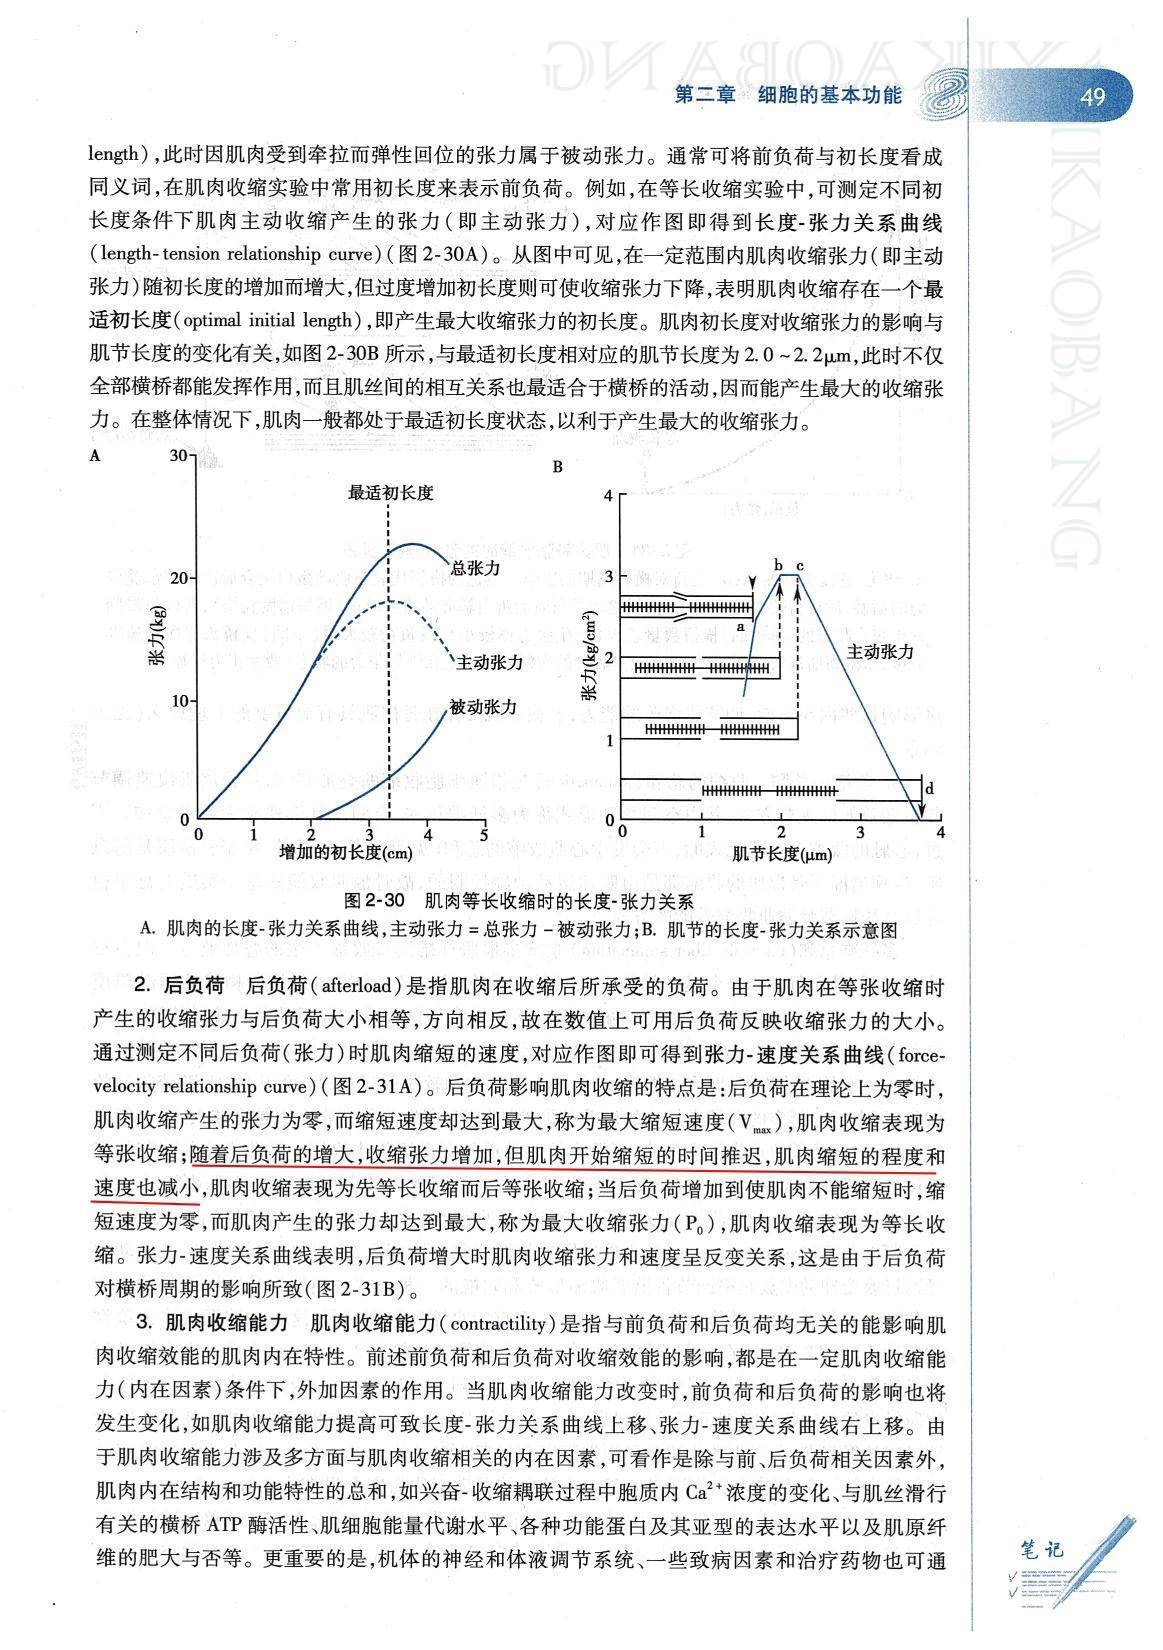 YIKAOBANG
第二章 细胞的基本功能
49
length),此时因肌肉受到牵拉而弹性回位的张力属于被动张力。通常可将前负荷与初长度看成
同义词,在肌肉收缩实验中常用初长度来表示前负荷。例如,在等长收缩实验中,可测定不同初
长度条件下肌肉主动收缩产生的张力(即主动张力),对应作图即得到长度-张力关系曲线
(length-tension relationship curve)(图2-30A)。从图中可见,在一定范围内肌肉收缩张力(即主动
张力)随初长度的增加而增大,但过度增加初长度则可使收缩张力下降,表明肌肉收缩存在一个最
适初长度(optimal initial length),即产生最大收缩张力的初长度。肌肉初长度对收缩张力的影响与
肌节长度的变化有关,如图2-30B所示,与最适初长度相对应的肌节长度为2.0~2.2μm,此时不仅
全部横桥都能发挥作用,而且肌丝间的相互关系也最适合于横桥的活动,因而能产生最大的收缩张
力。在整体情况下,肌肉一般都处于最适初长度状态,以利于产生最大的收缩张力。
A
30
20
10
0
张力(kg)
最适初长度
总张力
主动张力
被动张力
0 1 2 3 4 5
增加的初长度(cm)
B
4
3
2
1
0
张力(kg/cm²)
a
b c
d
主动张力
0 1 2 3 4
肌节长度(μm)
图2-30 肌肉等长收缩时的长度-张力关系
A. 肌肉的长度-张力关系曲线,主动张力=总张力-被动张力;B. 肌节的长度-张力关系示意图
2. 后负荷 后负荷(afterload)是指肌肉在收缩后所承受的负荷。由于肌肉在等张收缩时
产生的收缩张力与后负荷大小相等,方向相反,故在数值上可用后负荷反映收缩张力的大小。
通过测定不同后负荷(张力)时肌肉缩短的速度,对应作图即可得到张力-速度关系曲线(force-
velocity relationship curve)(图2-31A)。后负荷影响肌肉收缩的特点是:后负荷在理论上为零时,
肌肉收缩产生的张力为零,而缩短速度却达到最大,称为最大缩短速度(Vmax),肌肉收缩表现为
等张收缩;随着后负荷的增大,收缩张力增加,但肌肉开始缩短的时间推迟,肌肉缩短的程度和
速度也减小,肌肉收缩表现为先等长收缩而后等张收缩;当后负荷增加到使肌肉不能缩短时,缩
短速度为零,而肌肉产生的张力却达到最大,称为最大收缩张力(P₀),肌肉收缩表现为等长收
缩。张力-速度关系曲线表明,后负荷增大时肌肉收缩张力和速度呈反变关系,这是由于后负荷
对横桥周期的影响所致(图2-31B)。
3. 肌肉收缩能力 肌肉收缩能力(contractility)是指与前负荷和后负荷均无关的能影响肌
肉收缩效能的肌肉内在特性。前述前负荷和后负荷对收缩效能的影响,都是在一定肌肉收缩能
力(内在因素)条件下,外加因素的作用。当肌肉收缩能力改变时,前负荷和后负荷的影响也将
发生变化,如肌肉收缩能力提高可致长度-张力关系曲线上移、张力-速度关系曲线右上移。由
于肌肉收缩能力涉及多方面与肌肉收缩相关的内在因素,可看作是除与前、后负荷相关因素外,
肌肉内在结构和功能特性的总和,如兴奋-收缩耦联过程中胞质内Ca²⁺浓度的变化、与肌丝滑行
有关的横桥ATP酶活性、肌细胞能量代谢水平、各种功能蛋白及其亚型的表达水平以及肌原纤
维的肥大与否等。更重要的是,机体的神经和体液调节系统、一些致病因素和治疗药物也可通
笔记